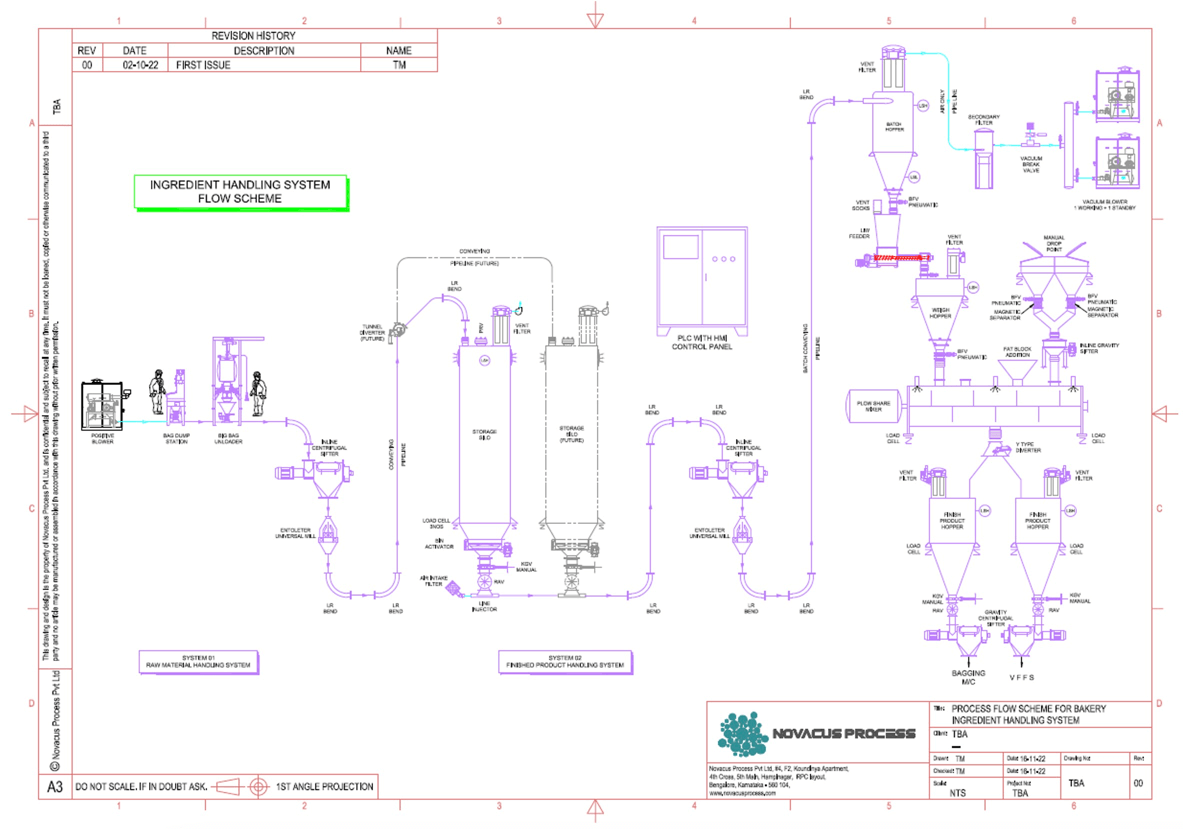 REVISION HISTORY
REV DATE DESCRIPTION NAME
00 02-10-22 FIRST ISSUE TM
1 2 3 4 5 6
A
B
C
D
TBA
INGREDIENT HANDLING SYSTEM
FLOW SCHEME
This drawing and design is the property of Novacus Process Pvt Ltd, and is confidential and subject to recall at any time. It must not be loaned, copied or otherwise communicated to a third
party and no article may be manufactured or assembled in accordance with this drawing without prior written permission.
© Novacus Process Pvt Ltd
POSITIVE
BLOWER
BAG DUMP
STATION
BIG BAG
UNLOADER
INLINE
CENTRIFUGAL
SIFTER
ENTOLETER
UNIVERSAL MILL
LR
BEND
LR
BEND
CONVEYING
PIPELINE
TUNNEL
DIVERTER
(FUTURE)
CONVEYING
PIPELINE (FUTURE)
LR
BEND
PRV
VENT
FILTER
LSH
STORAGE
SILO
STORAGE
SILO
(FUTURE)
LOAD CELL
3NOS
BIN
ACTIVATOR
KGV
MANUAL
RAV
AIR INTAKE
FILTER
LINE
INJECTOR
LR
BEND
LR
BEND
LR
BEND
PLC WITH HMI
CONTROL PANEL
INLINE
CENTRIFUGAL
SIFTER
ENTOLETER
UNIVERSAL MILL
LR
BEND
LR
BEND
BATCH CONVEYING
PIPELINE
LR
BEND
VENT
FILTER
BATCH
HOPPER
LSH
LSL
AIR ONLY
PIPE LINE
SECONDARY
FILTER
VACUUM
BREAK
VALVE
VACUUM BLOWER
1 WORKING + 1 STANDBY
VENT
SOCKS
BFV
PNEUMATIC
LIW
FEEDER
VENT
FILTER
LSH
WEIGH
HOPPER
BFV
PNEUMATIC
MANUAL
DROP
POINT
BFV
PNEUMATIC
MAGNETIC
SEPARATOR
BFV
PNEUMATIC
MAGNETIC
SEPARATOR
FAT BLOCK
ADDITION
INLINE GRAVITY
SIFTER
PLOW SHARE
MIXER
LOAD
CELL
LOAD
CELL
Y TYPE
DIVERTER
VENT
FILTER
VENT
FILTER
FINISH
PRODUCT
HOPPER
LSH
FINISH
PRODUCT
HOPPER
LSH
LOAD
CELL
LOAD
CELL
KGV
MANUAL
RAV
KGV
MANUAL
RAV
GRAVITY
CENTRIFUGAL
SIFTER
BAGGING
M/C
V F F S
SYSTEM 01
RAW MATERIAL HANDLING SYSTEM
SYSTEM 02
FINISHED PRODUCT HANDLING SYSTEM
NOVACUS PROCESS
Novacus Process Pvt Ltd, #4, F2, Koundinya Apartment,
4th Cross, 5th Main, Hampinagar, RPC layout,
Bengalore, Karnataka - 560 104,
www.novacusprocess.com
Title: PROCESS FLOW SCHEME FOR BAKERY
INGREDIENT HANDLING SYSTEM
Client: TBA
Drawn: TM Date: 16-11-22 Drawing No: Rev:
Checked: TM Date: 16-11-22 TBA 00
Scale: NTS Project No: TBA
A3 DO NOT SCALE. IF IN DOUBT ASK. 1ST ANGLE PROJECTION
1 2 3 4 5 6
A
B
C
D